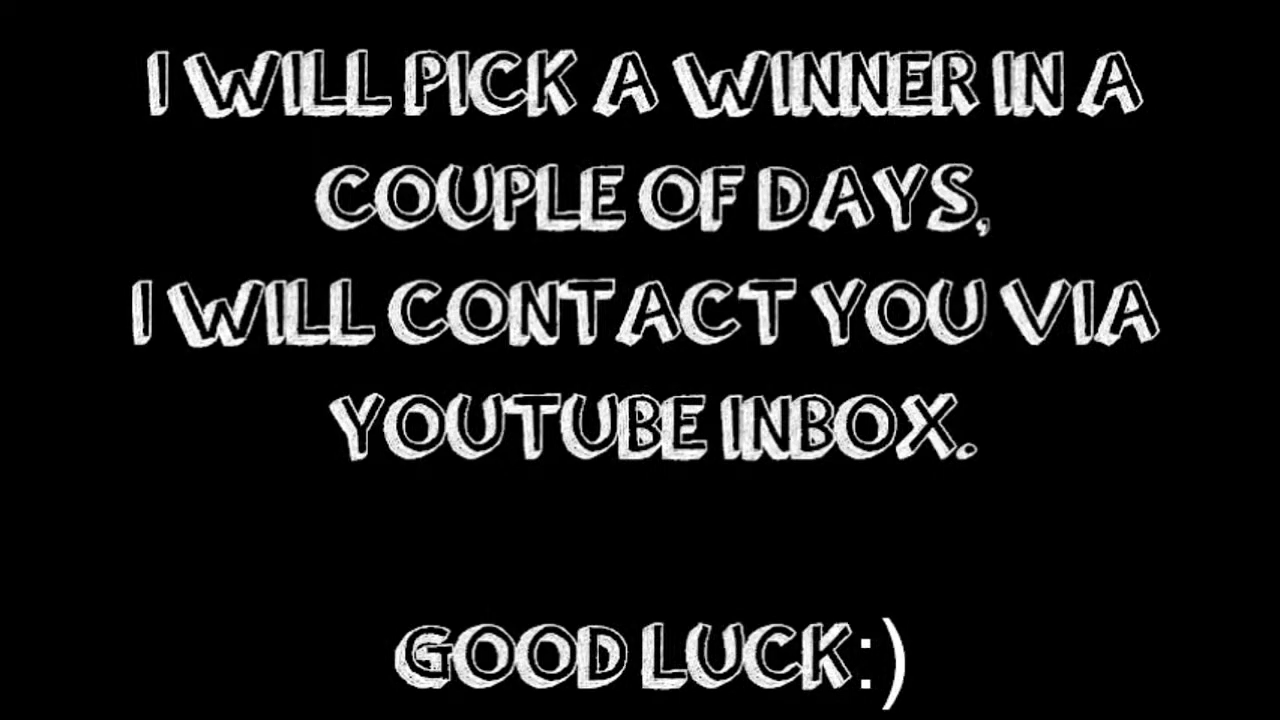 I WILL PICK A WINNER IN A
COUPLE OF DAYS,
I WILL CONTACT YOU VIA
YOUTUBE INBOX.
GOOD LUCK:)